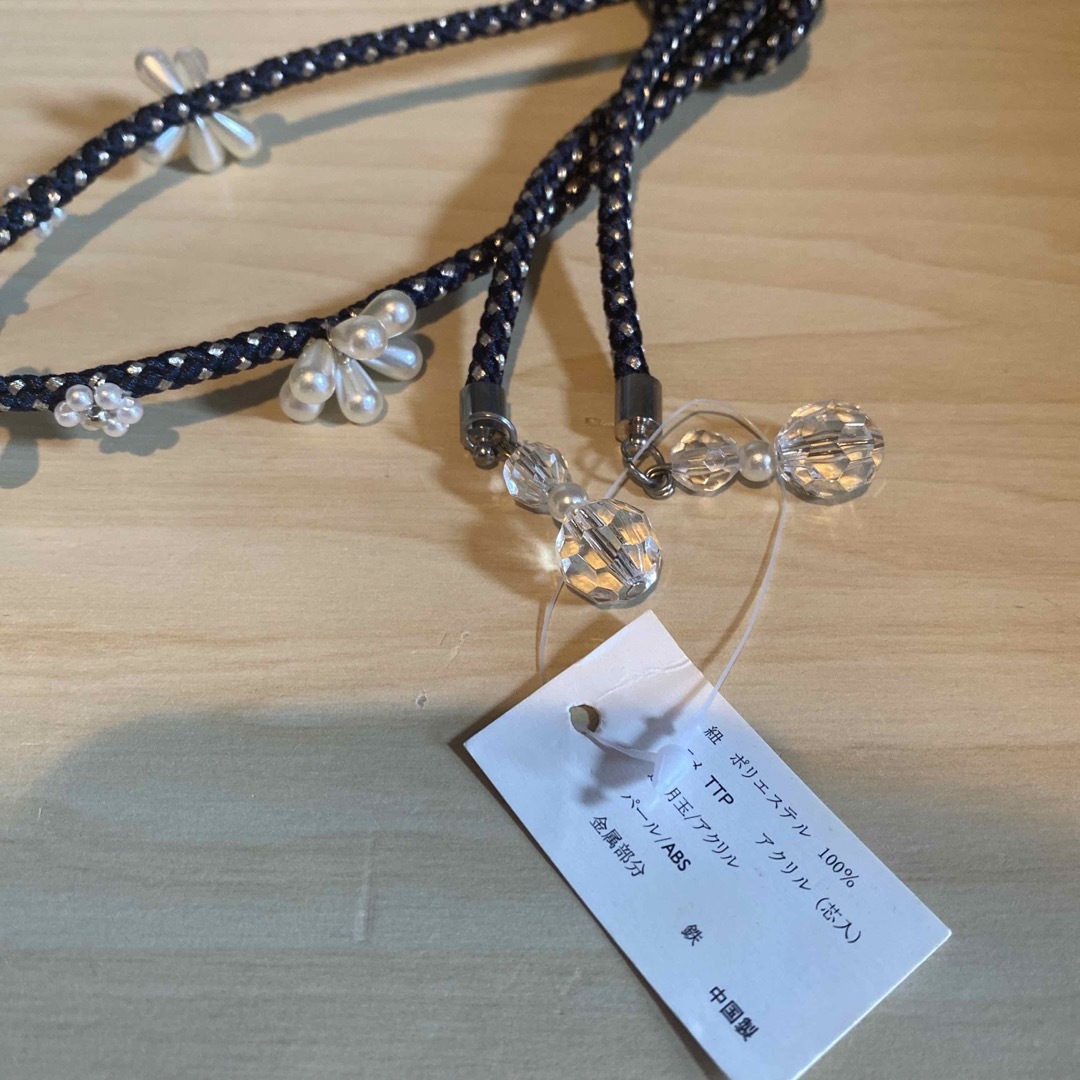 紐 ポリエステル 100%
TTP アクリル (芯入)
明玉/アクリル
パール/ABS
金属部分 鉄
中国製